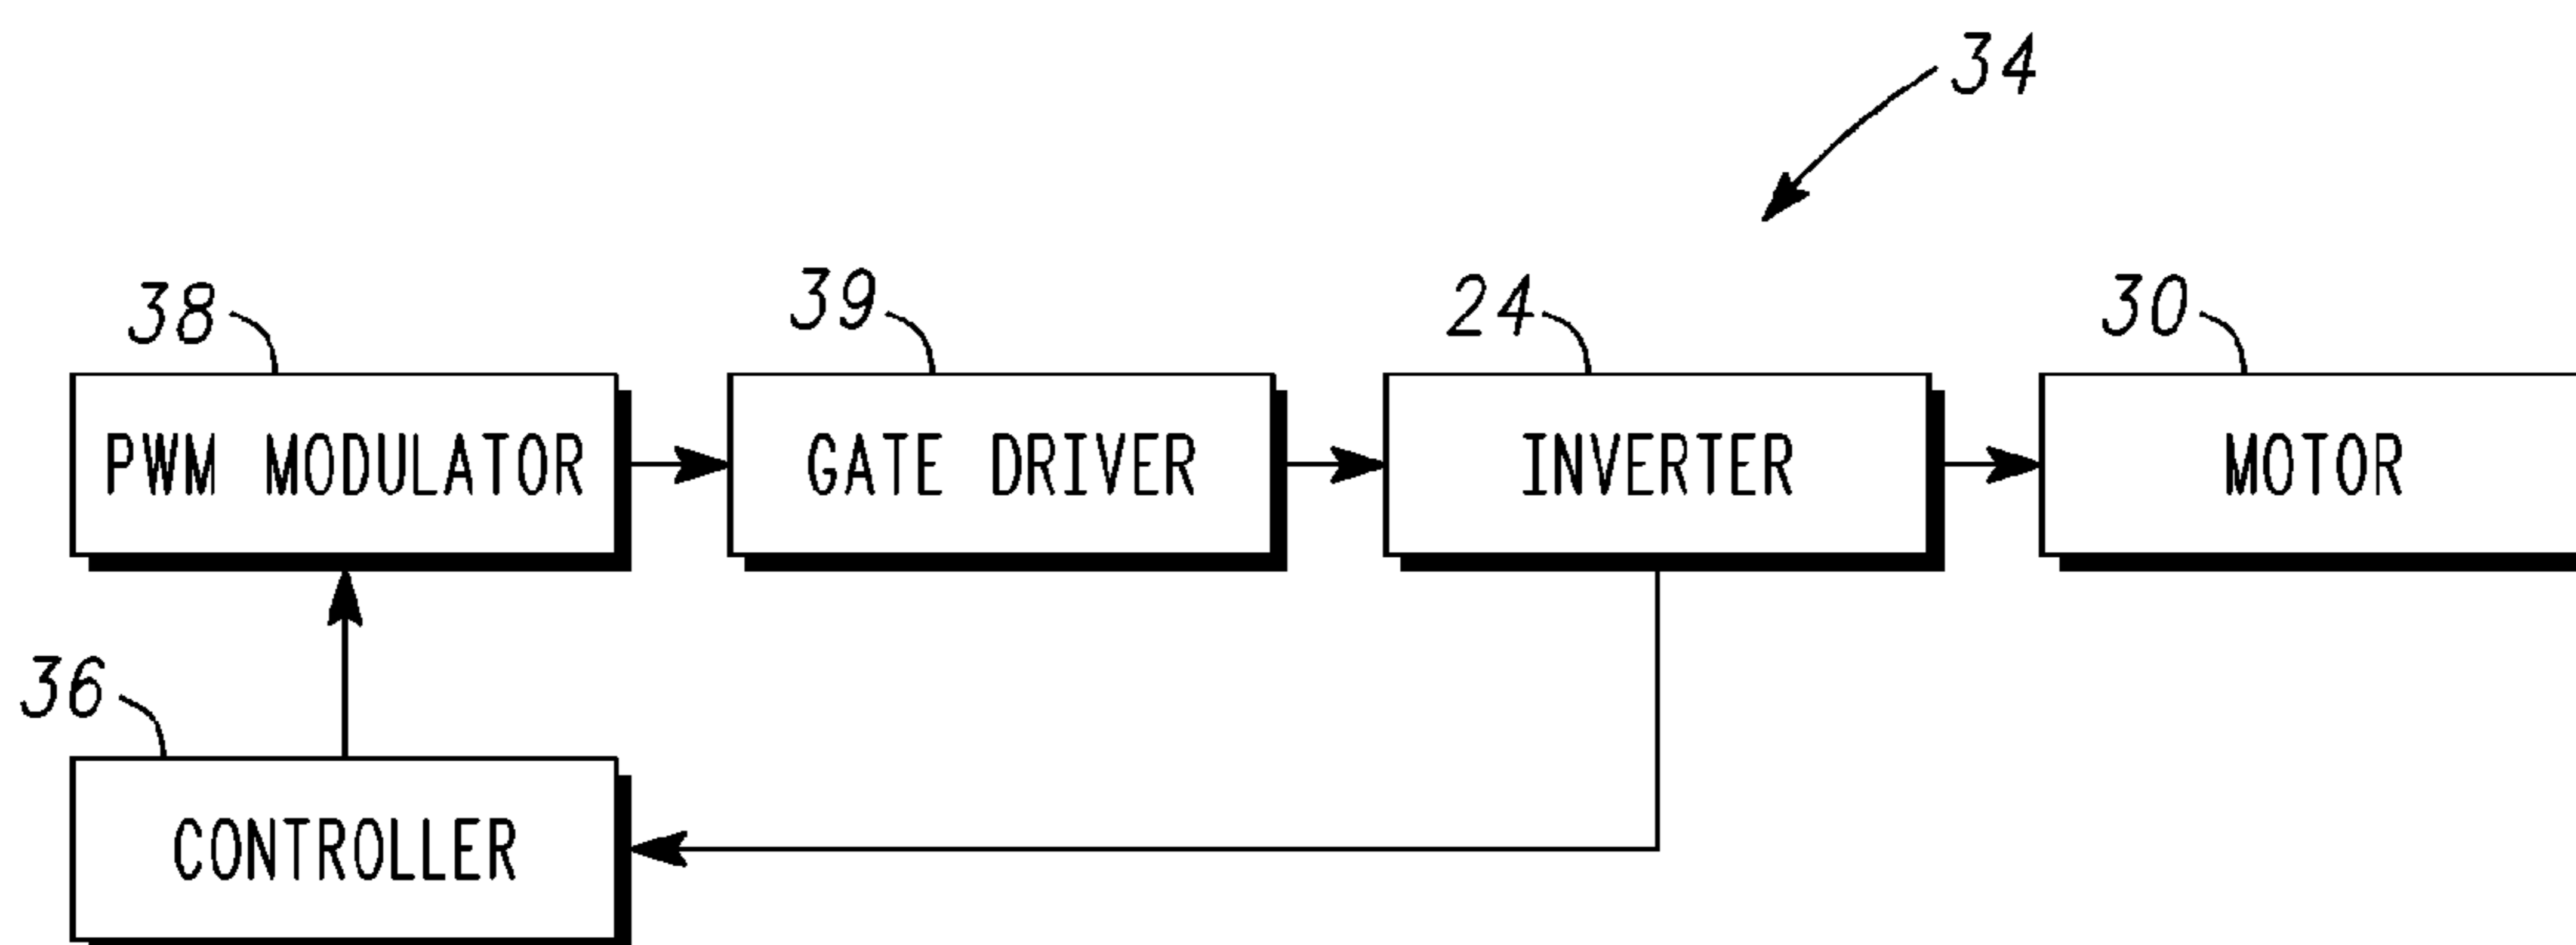 34
38
39
24
30
PWM MODULATOR
GATE DRIVER
INVERTER
MOTOR
36
CONTROLLER